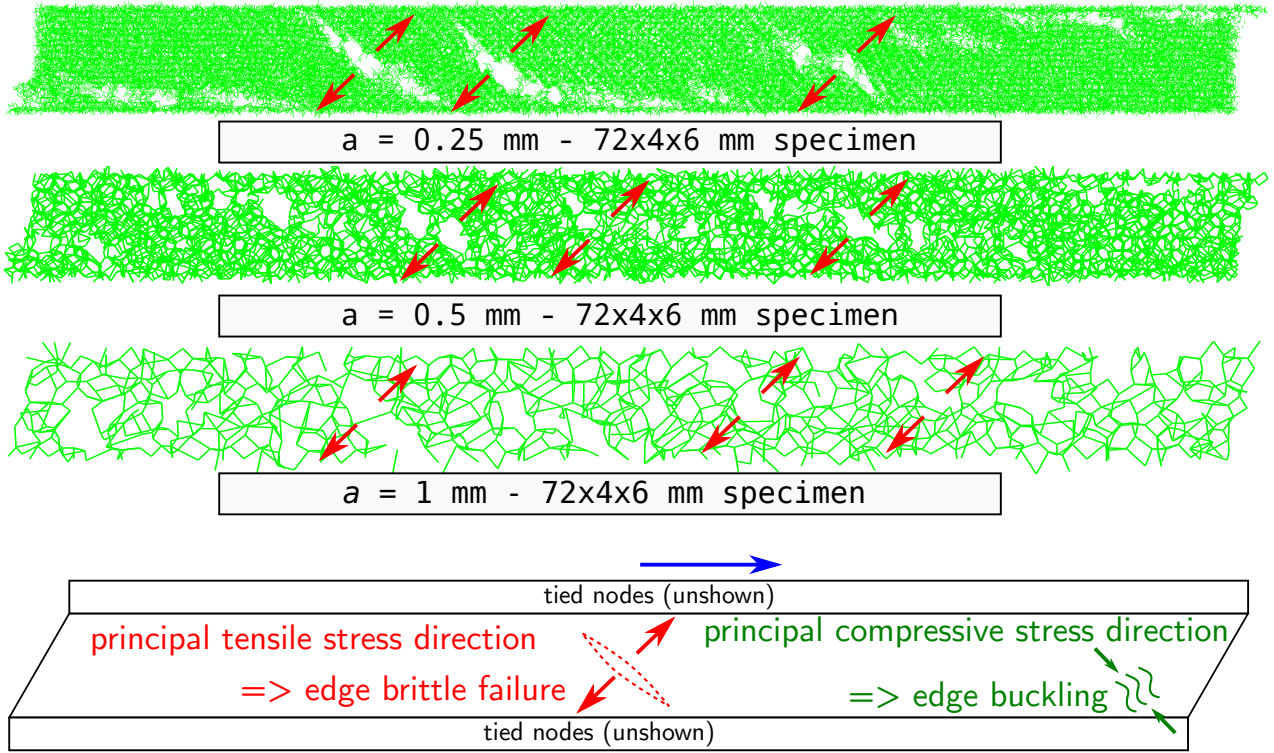 a = 0.25 mm - 72x4x6 mm specimen
a = 0.5 mm - 72x4x6 mm specimen
a = 1 mm - 72x4x6 mm specimen
tied nodes (unshown)
principal tensile stress direction
principal compressive stress direction
=> edge brittle failure
=> edge buckling
tied nodes (unshown)